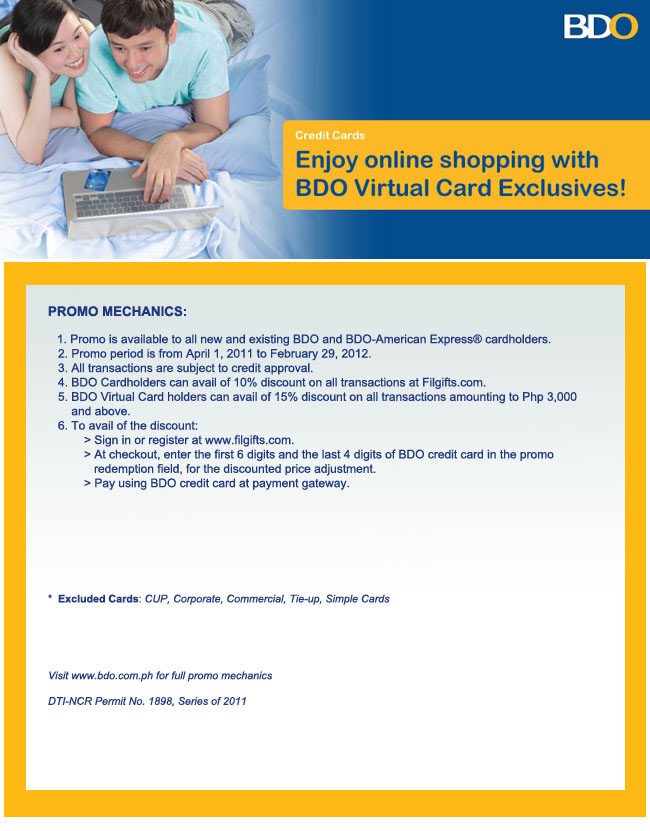 BDO
Credit Cards
Enjoy online shopping with
BDO Virtual Card Exclusives!
PROMO MECHANICS:
1. Promo is available to all new and existing BDO and BDO-American Express® cardholders.
2. Promo period is from April 1, 2011 to February 29, 2012.
3. All transactions are subject to credit approval.
4. BDO Cardholders can avail of 10% discount on all transactions at Filgifts.com.
5. BDO Virtual Card holders can avail of 15% discount on all transactions amounting to Php 3,000
and above.
6. To avail of the discount:
> Sign in or register at www.filgifts.com.
> At checkout, enter the first 6 digits and the last 4 digits of BDO credit card in the promo
redemption field, for the discounted price adjustment.
> Pay using BDO credit card at payment gateway.
* Excluded Cards: CUP, Corporate, Commercial, Tie-up, Simple Cards
Visit www.bdo.com.ph for full promo mechanics
DTI-NCR Permit No. 1898, Series of 2011